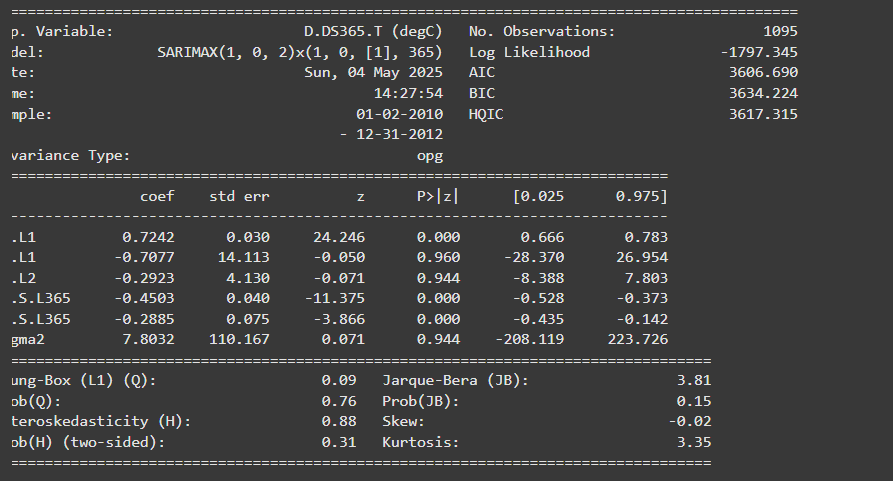 ==============================================================================================
p. Variable:                      D.DS365.T (degC)   No. Observations:                 1095
del:             SARIMAX(1, 0, 2)x(1, 0, [1], 365)   Log Likelihood               -1797.345
te:                               Sun, 04 May 2025   AIC                           3606.690
me:                                       14:27:54   BIC                           3634.224
mple:                                   01-02-2010   HQIC                          3617.315
                                      - 12-31-2012
variance Type:                                 opg
==============================================================================
               coef    std err          z      P>|z|      [0.025      0.975]
------------------------------------------------------------------------------
.L1          0.7242      0.030     24.246      0.000       0.666       0.783
.L1         -0.7077     14.113     -0.050      0.960     -28.370      26.954
.L2         -0.2923      4.130     -0.071      0.944      -8.388       7.803
.S.L365     -0.4503      0.040    -11.375      0.000      -0.528      -0.373
.S.L365     -0.2885      0.075     -3.866      0.000      -0.435      -0.142
gma2         7.8032    110.167      0.071      0.944    -208.119     223.726
===================================================================================
ung-Box (L1) (Q):                   0.09   Jarque-Bera (JB):                 3.81
ob(Q):                              0.76   Prob(JB):                         0.15
teroskedasticity (H):               0.88   Skew:                            -0.02
ob(H) (two-sided):                  0.31   Kurtosis:                         3.35
===================================================================================